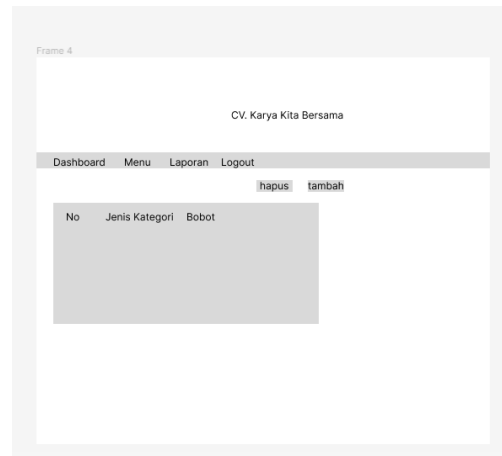 Frame 4
CV. Karya Kita Bersama
Dashboard Menu Laporan Logout
hapus tambah
No Jenis Kategori Bobot